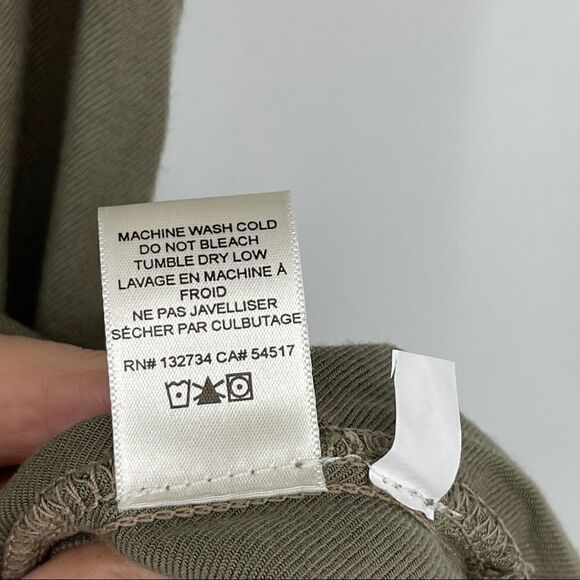 MACHINE WASH COLD
DO NOT BLEACH
TUMBLE DRY LOW
LAVAGE EN MACHINE À
FROID
NE PAS JAVELLISER
SÉCHER PAR CULBUTAGE
RN# 132734 CA# 54517